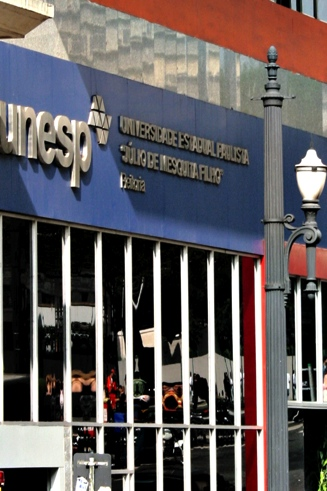 unesp
UNIVERSIDADE ESTADUAL PAULISTA
"JÚLIO DE MESQUITA FILHO"
Reitoria